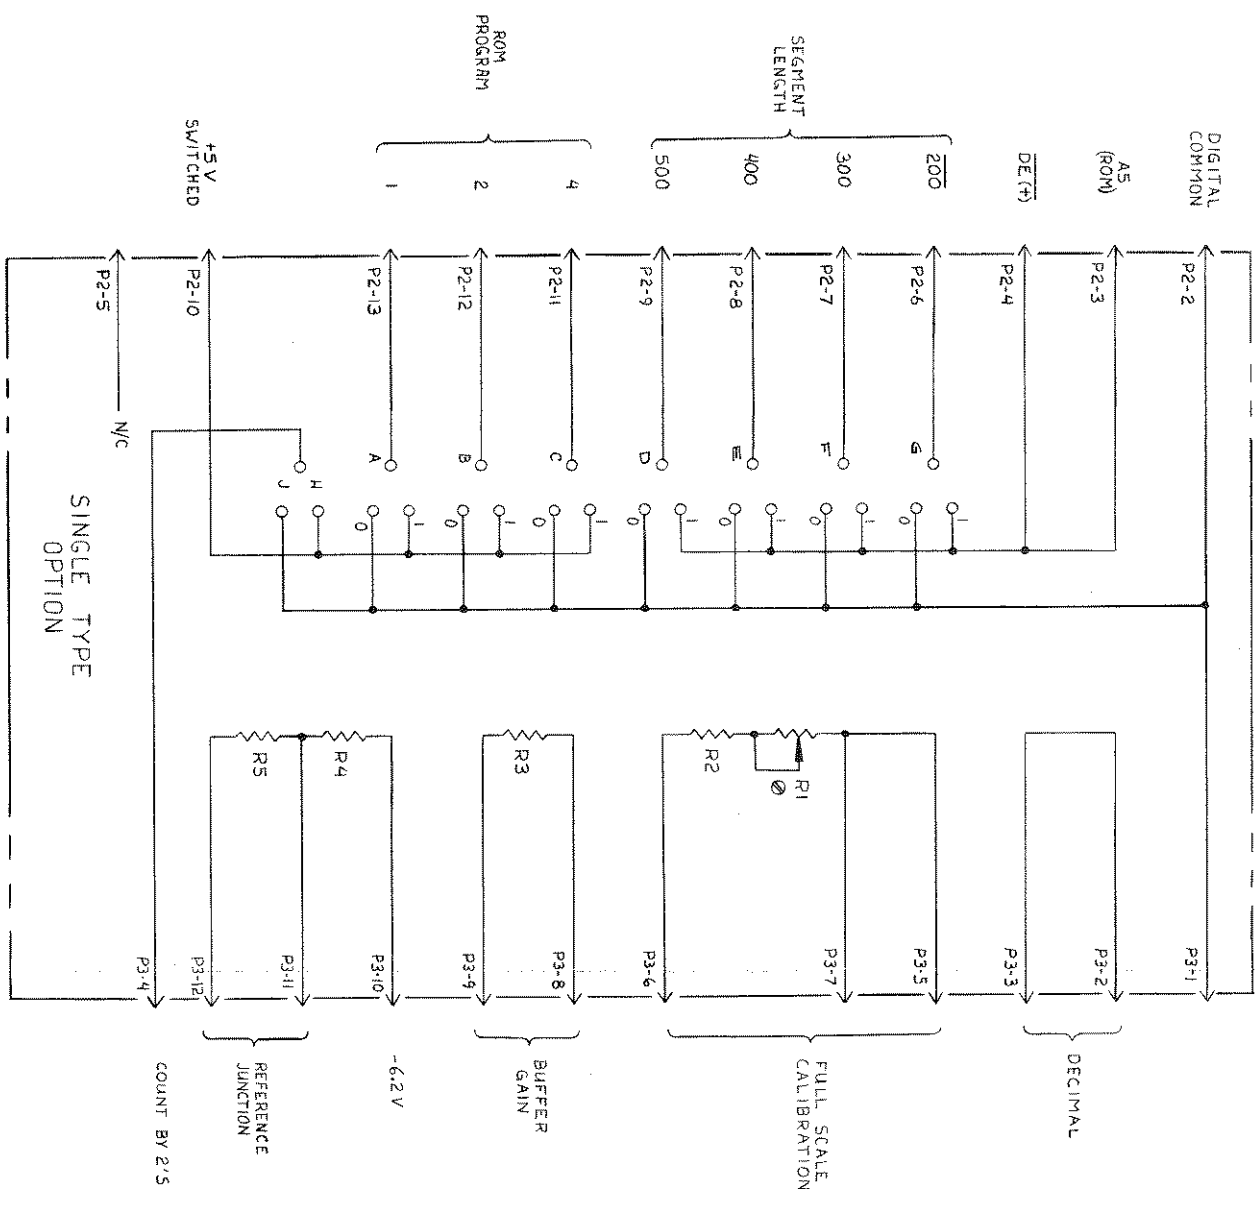 DIGITAL
COMMON
A5
(ROM)
DE (+)
SEGMENT
LENGTH
200
300
400
500
ROM
PROGRAM
4
2
1
+5V
SWITCHED
P2-2
P2-3
P2-4
P2-6
P2-7
P2-8
P2-9
P2-11
P2-12
P2-13
P2-10
P2-5
N/C
G
F
E
D
C
B
A
H
J
1
0
1
0
1
0
1
0
1
0
1
0
1
0
R1
R2
R3
R4
R5
SINGLE TYPE
OPTION
P3-1
P3-2
P3-3
P3-5
P3-7
P3-6
P3-8
P3-9
P3-10
P3-11
P3-12
P3-4
DECIMAL
FULL SCALE
CALIBRATION
BUFFER
GAIN
-6.2V
REFERENCE
JUNCTION
COUNT BY 2'S